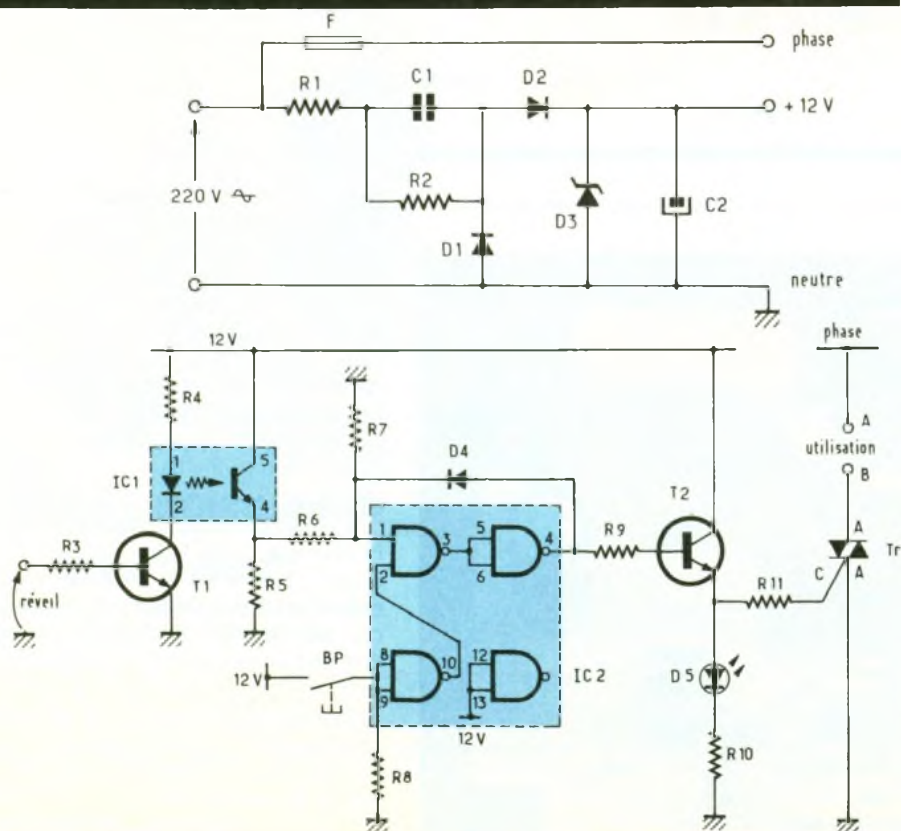 F
phase
R1
C1
D2
+ 12 V
220 V
R2
D1
D3
C2
neutre
12 V
phase
R4
R7
D4
A
utilisation
B
IC1
1
5
2
4
T2
R6
1
3
5
6
4
R9
A
Tr
R3
2
C
A
T1
R5
R11
réveil
12 V
BP
8
9
10
12
13
IC2
D5
12 V
R8
R10